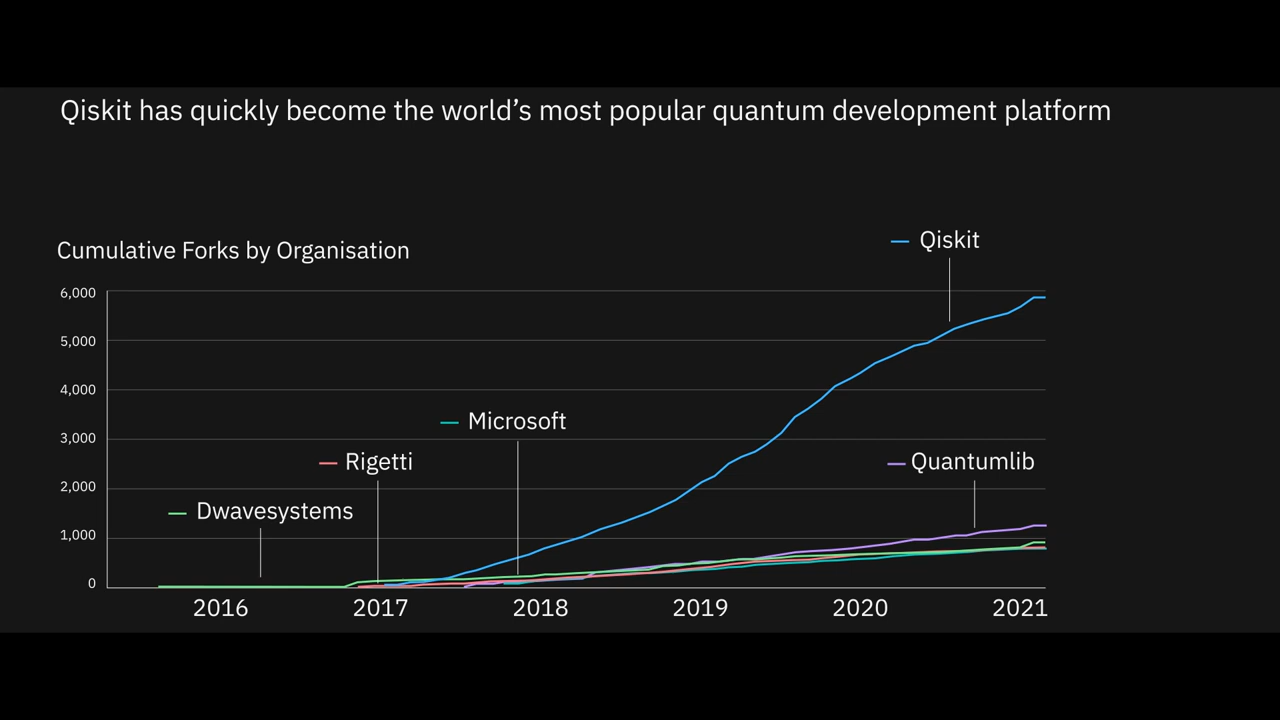 Qiskit has quickly become the world’s most popular quantum development platform
Cumulative Forks by Organisation
Qiskit
6,000
5,000
4,000
Microsoft
3,000
Rigetti
Quantumlib
2,000
Dwavesystems
1,000
0
2016 2017 2018 2019 2020 2021